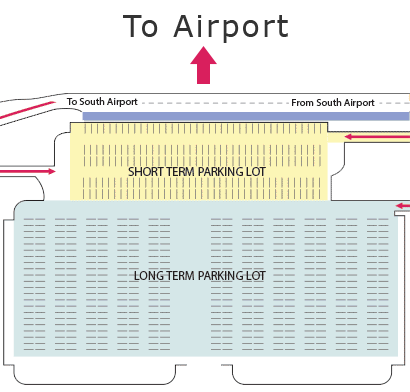 To Airport
To South Airport
From South Airport
SHORT TERM PARKING LOT
LONG TERM PARKING LOT